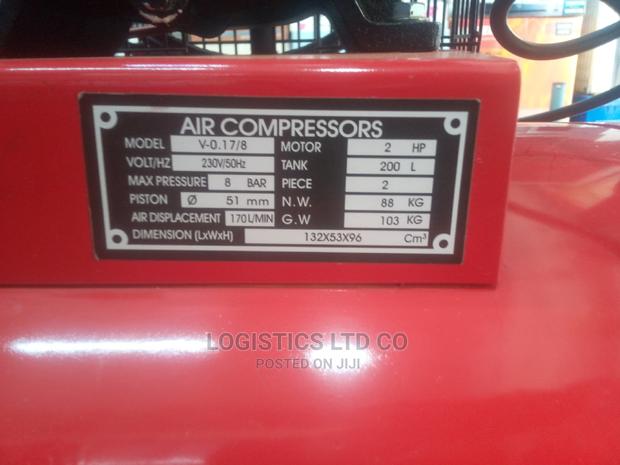 AIR COMPRESSORS
MODEL V-0.17/8 MOTOR 2 HP
VOLT/HZ 230V/50Hz TANK 200 L
MAX PRESSURE 8 BAR PIECE 2
PISTON Ø 51 mm N.W. 88 KG
AIR DISPLACEMENT 170L/MIN G.W 103 KG
DIMENSION (LxWxH) 132X53X96 Cm³
LOGISTICS LTD CO
POSTED ON JIJI